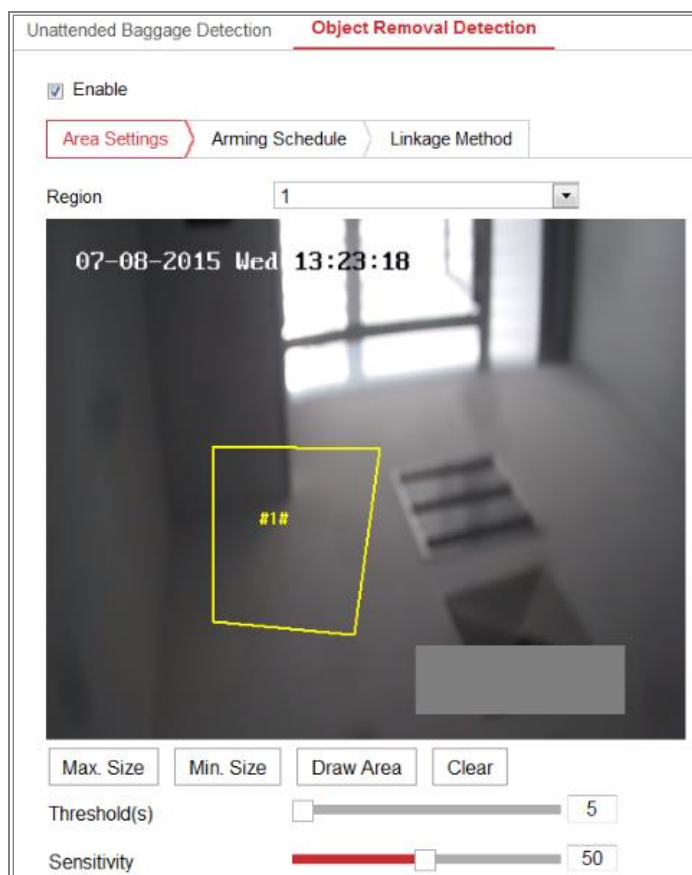 Unattended Baggage Detection Object Removal Detection
Enable
Area Settings Arming Schedule Linkage Method
Region 1
07-08-2015 Wed 13:23:18
#1#
Max. Size Min. Size Draw Area Clear
Threshold(s) 5
Sensitivity 50